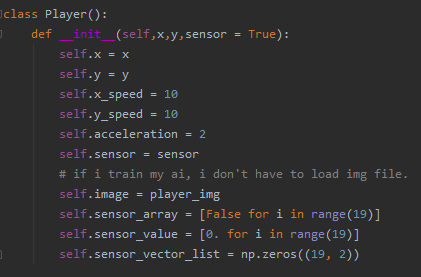 class Player():
def __init__(self,x,y,sensor = True):
self.x = x
self.y = y
self.x_speed = 10
self.y_speed = 10
self.acceleration = 2
self.sensor = sensor
# if i train my ai, i don't have to load img file.
self.image = player_img
self.sensor_array = [False for i in range(19)]
self.sensor_value = [0. for i in range(19)]
self.sensor_vector_list = np.zeros((19, 2))